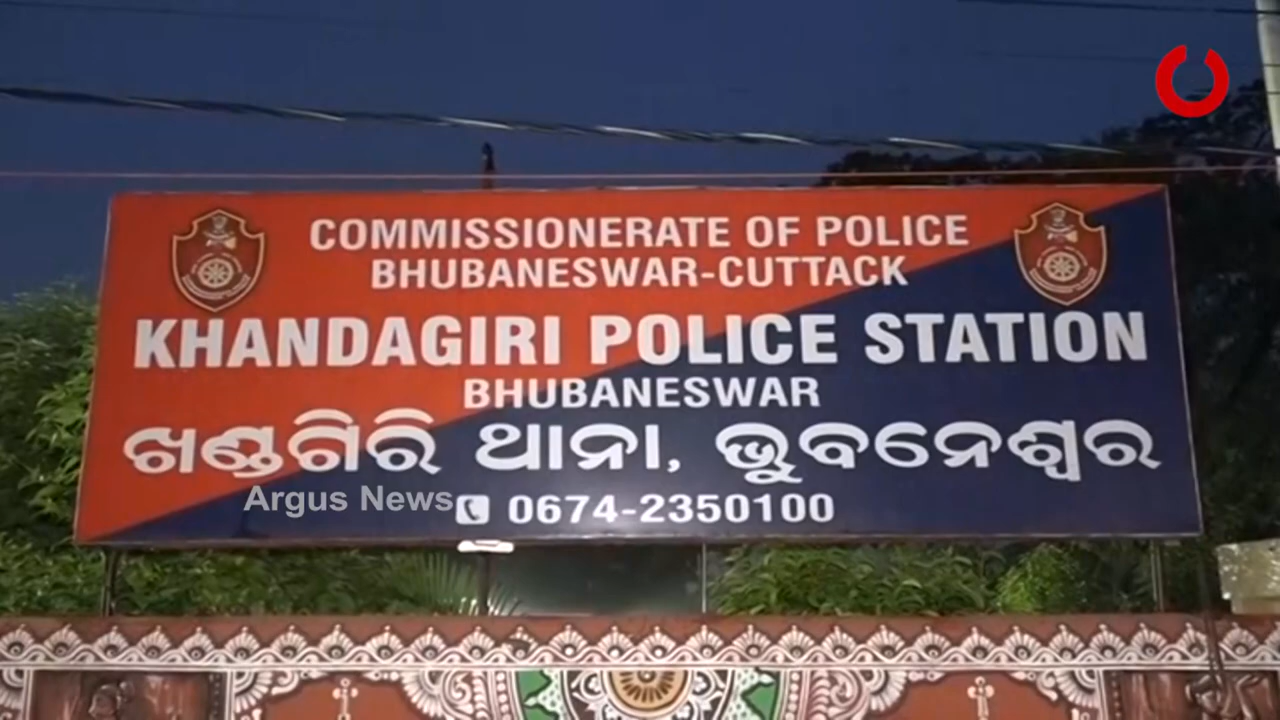 COMMISSIONERATE OF POLICE
BHUBANESWAR-CUTTACK
KHANDAGIRI POLICE STATION
BHUBANESWAR
ଖଣ୍ଡଗିରି ଥାନା, ଭୁବନେଶ୍ୱର
Argus News
0674-2350100